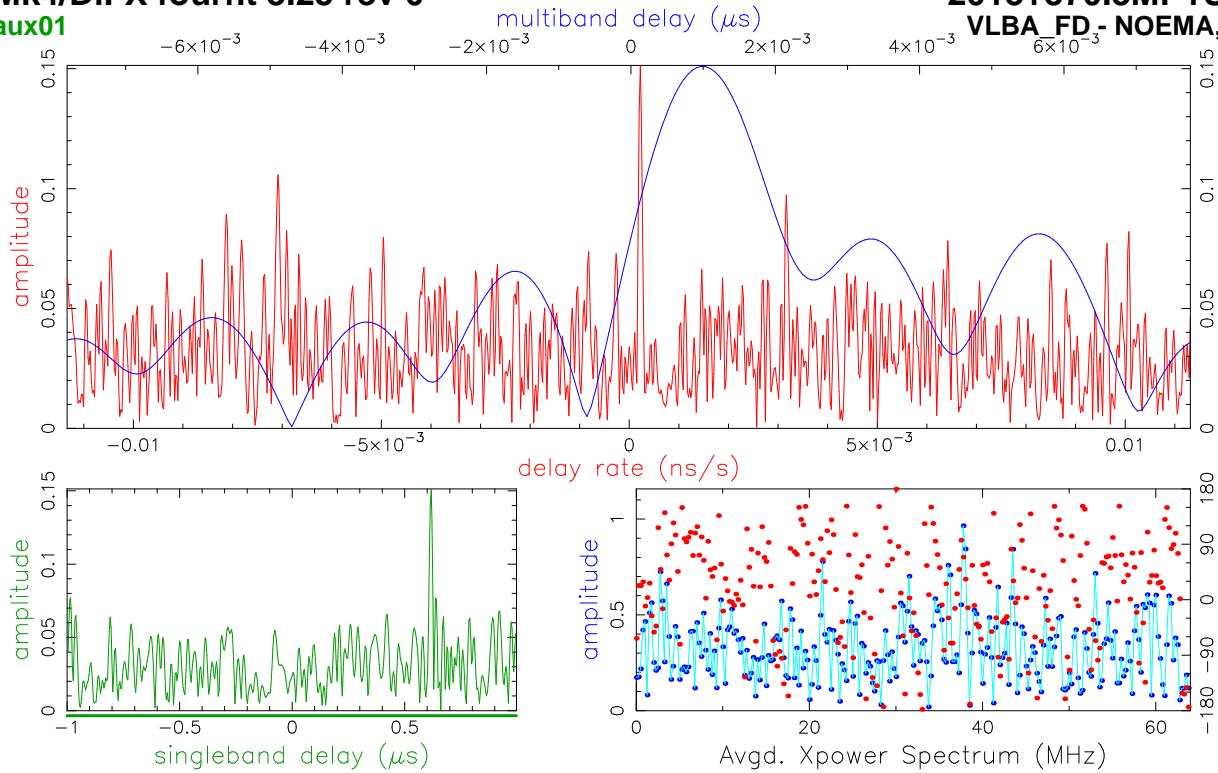 multiband delay (μs)
aux01
VLBA_FD - NOEMA,
−6×10⁻³ −4×10⁻³ −2×10⁻³ 0 2×10⁻³ 4×10⁻³ 6×10⁻³
amplitude
0 0.05 0.1 0.15
0 0.05 0.1 0.15
−0.01 −5×10⁻³ 0 5×10⁻³ 0.01
delay rate (ns/s)
amplitude
0 0.05 0.1 0.15
−1 −0.5 0 0.5
singleband delay (μs)
amplitude
0 0.5 1
−180 −90 0 90 180
0 20 40 60
Avgd. Xpower Spectrum (MHz)